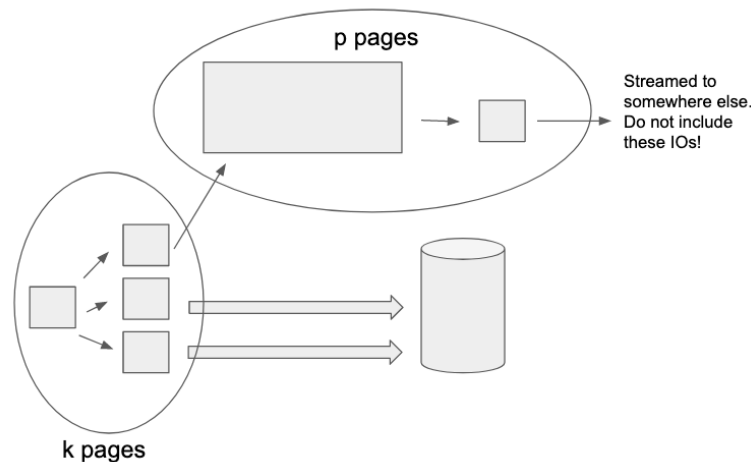 p pages
Streamed to
somewhere else.
Do not include
these IOs!
k pages